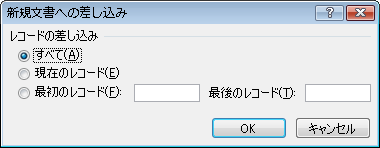 新規文書への差し込み
レコードの差し込み
すべて(A)
現在のレコード(E)
最初のレコード(F): 最後のレコード(T):
OK キャンセル